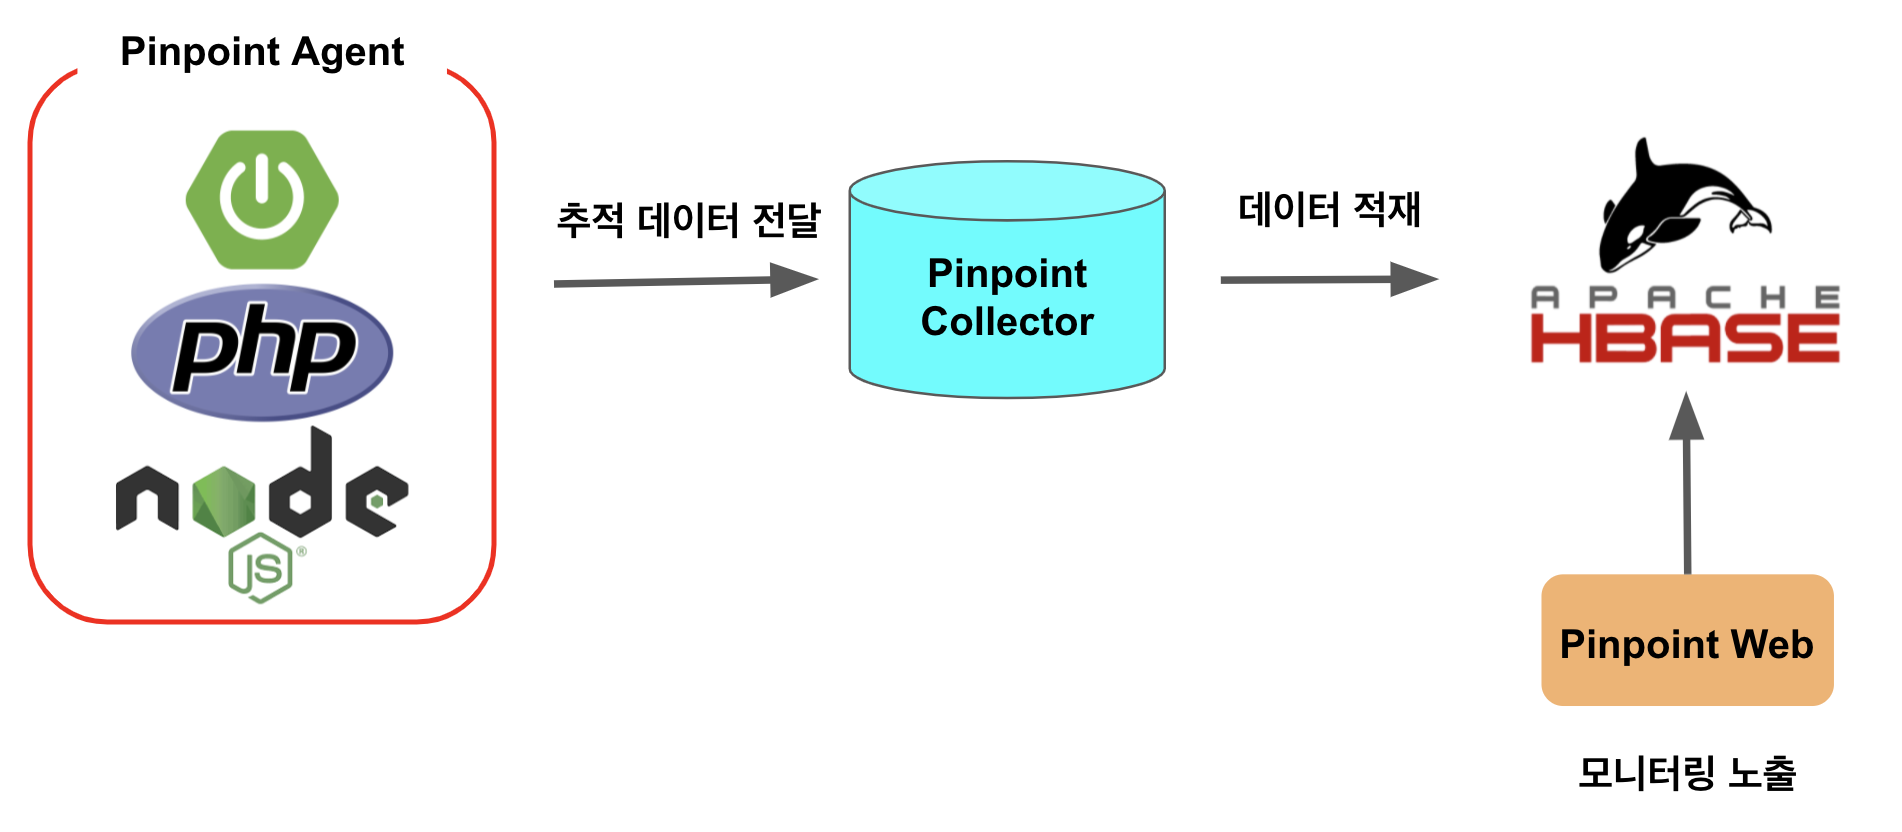 Pinpoint Agent
php
node
JS®
추적 데이터 전달
Pinpoint
Collector
데이터 적재
APACHE
HBASE
Pinpoint Web
모니터링 노출